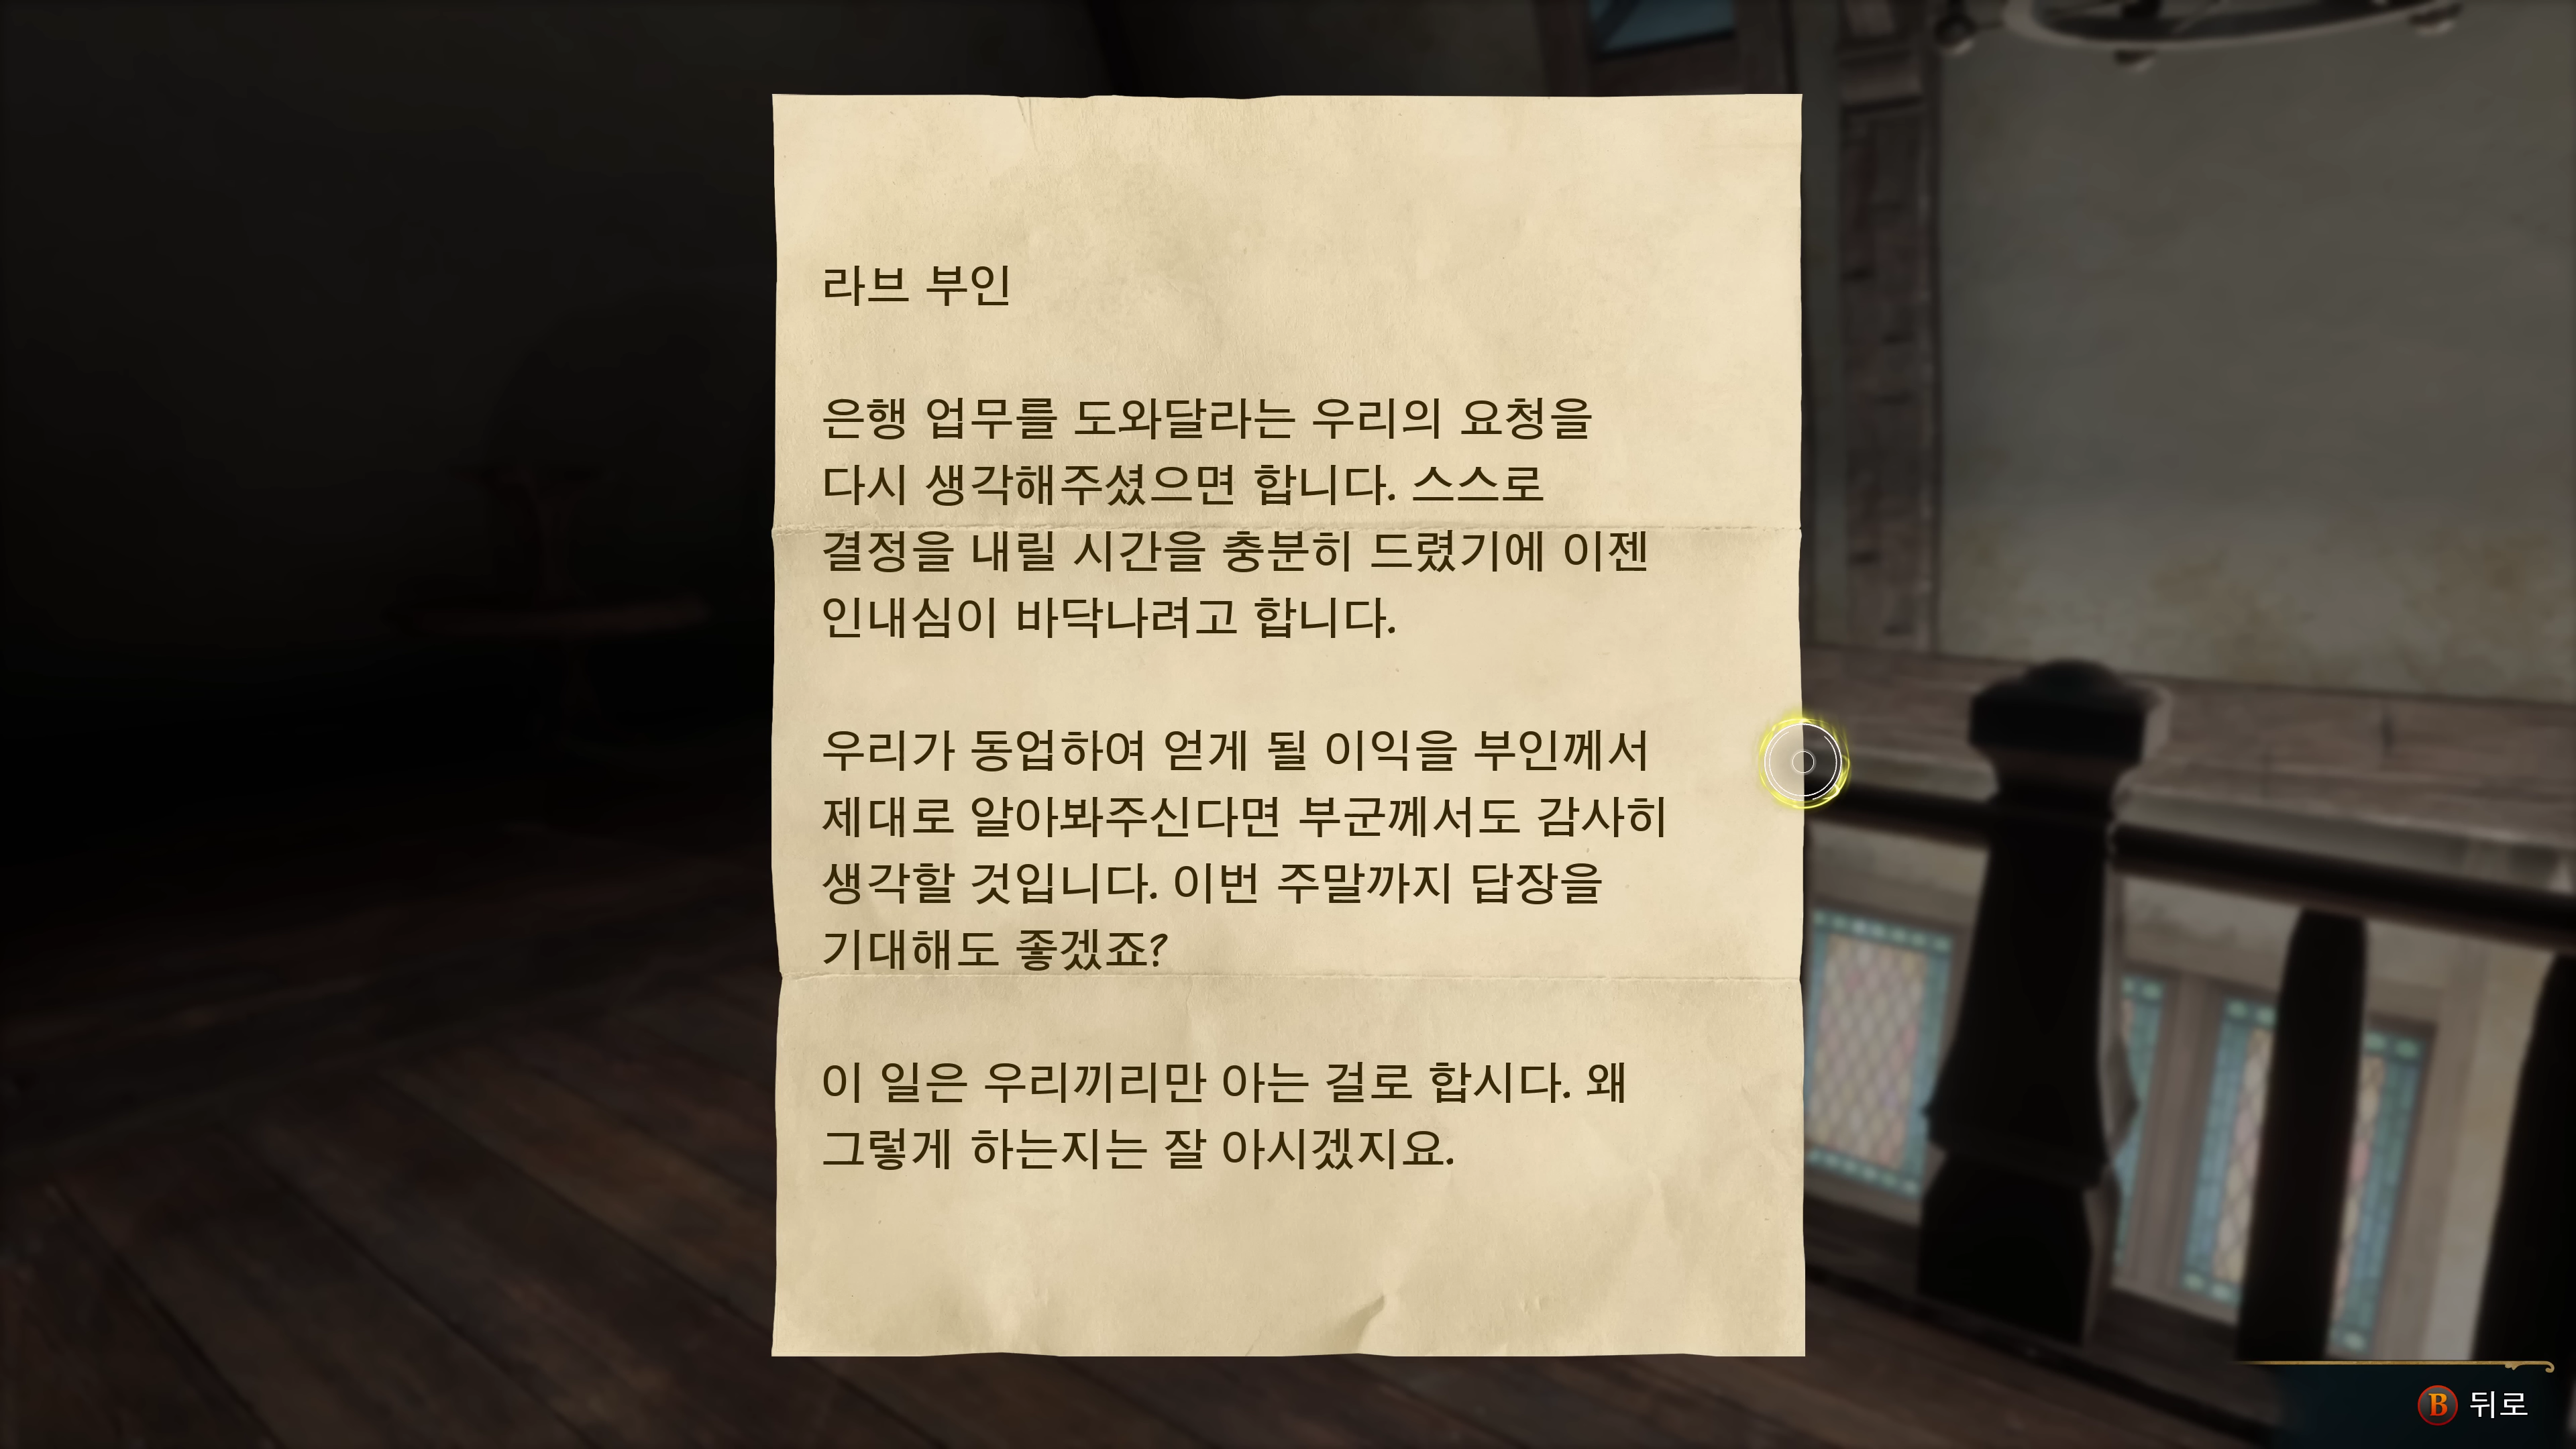 라브 부인
은행 업무를 도와달라는 우리의 요청을
다시 생각해주셨으면 합니다. 스스로
결정을 내릴 시간을 충분히 드렸기에 이젠
인내심이 바닥나려고 합니다.
우리가 동업하여 얻게 될 이익을 부인께서
제대로 알아봐주신다면 부군께서도 감사히
생각할 것입니다. 이번 주말까지 답장을
기대해도 좋겠죠?
이 일은 우리끼리만 아는 걸로 합시다. 왜
그렇게 하는지는 잘 아시겠지요.
B 뒤로